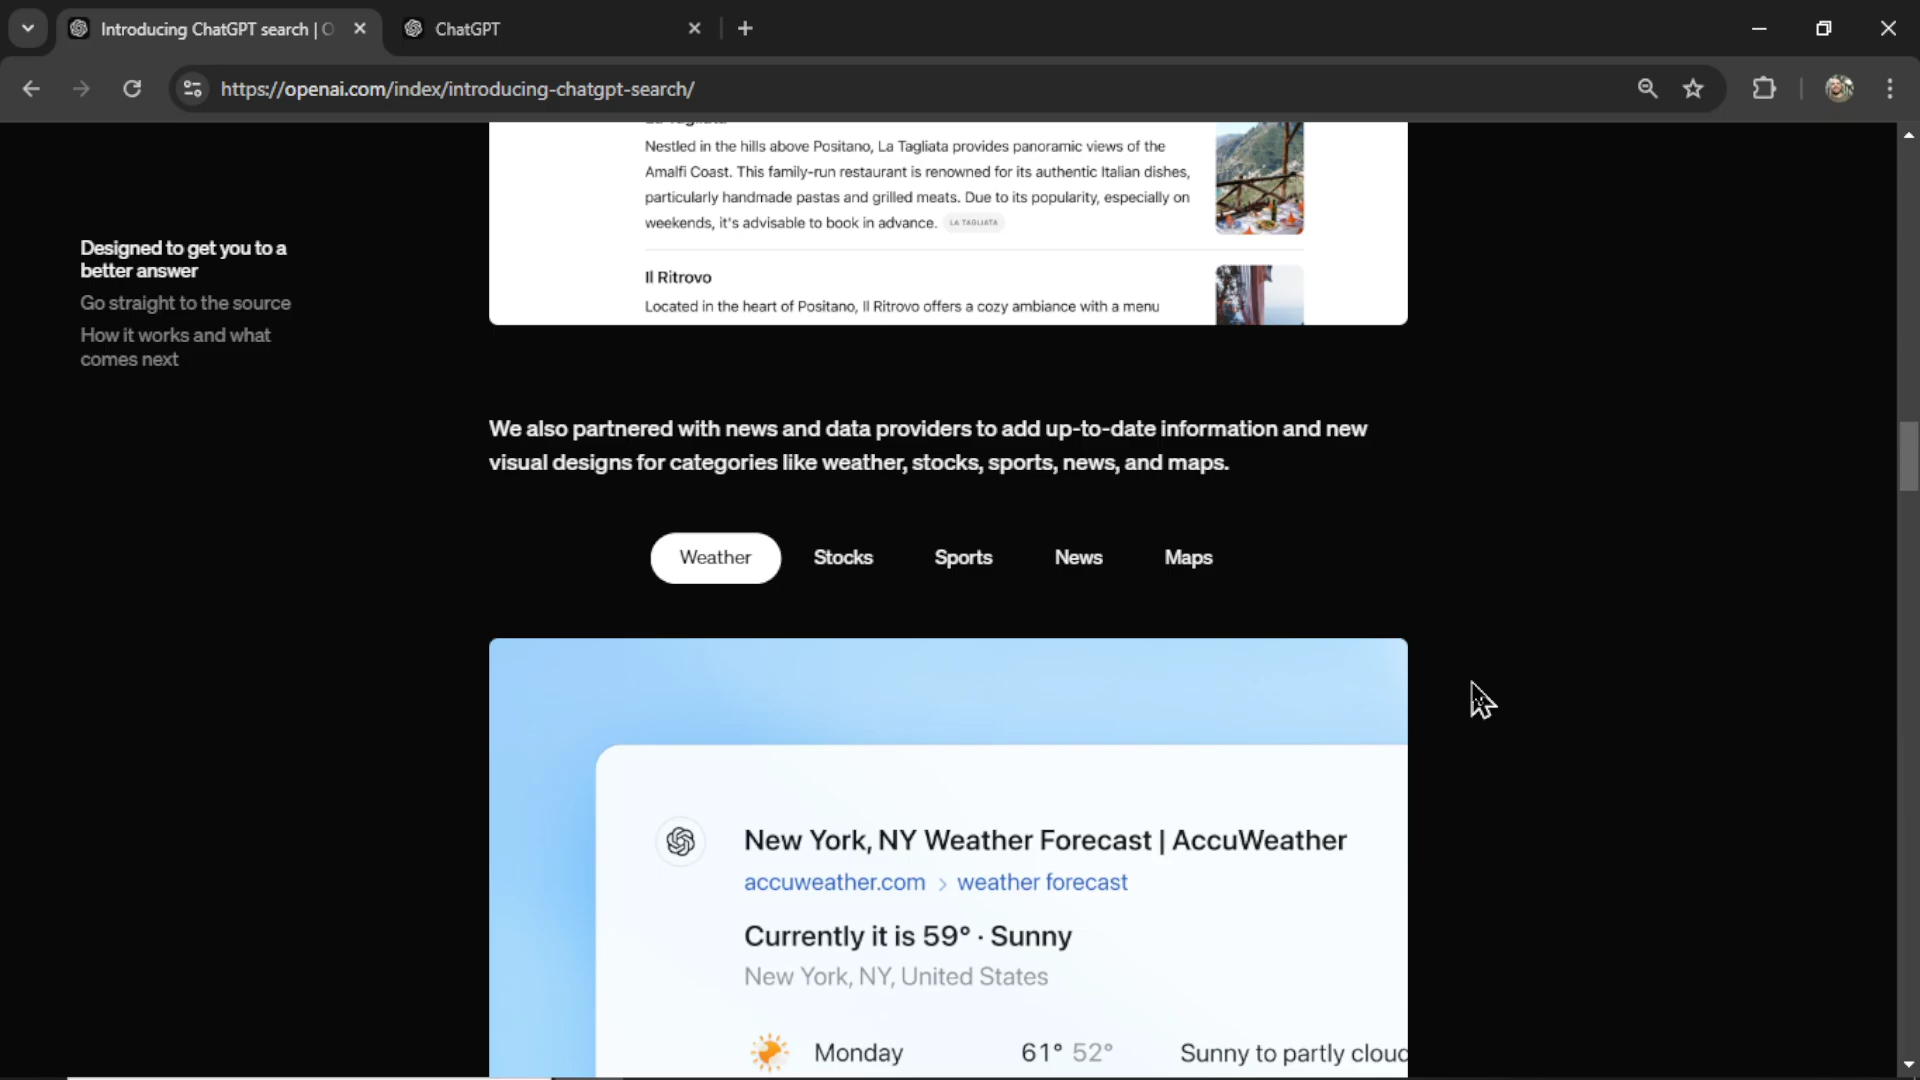 Introducing ChatGPT search | O
ChatGPT
https://openai.com/index/introducing-chatgpt-search/
La Tagliata
Nestled in the hills above Positano, La Tagliata provides panoramic views of the
Amalfi Coast. This family-run restaurant is renowned for its authentic Italian dishes,
particularly handmade pastas and grilled meats. Due to its popularity, especially on
weekends, it's advisable to book in advance. LA TAGLIATA
Il Ritrovo
Located in the heart of Positano, Il Ritrovo offers a cozy ambiance with a menu
Designed to get you to a
better answer
Go straight to the source
How it works and what
comes next
We also partnered with news and data providers to add up-to-date information and new
visual designs for categories like weather, stocks, sports, news, and maps.
Weather Stocks Sports News Maps
New York, NY Weather Forecast | AccuWeather
accuweather.com > weather forecast
Currently it is 59° · Sunny
New York, NY, United States
Monday 61° 52° Sunny to partly cloud